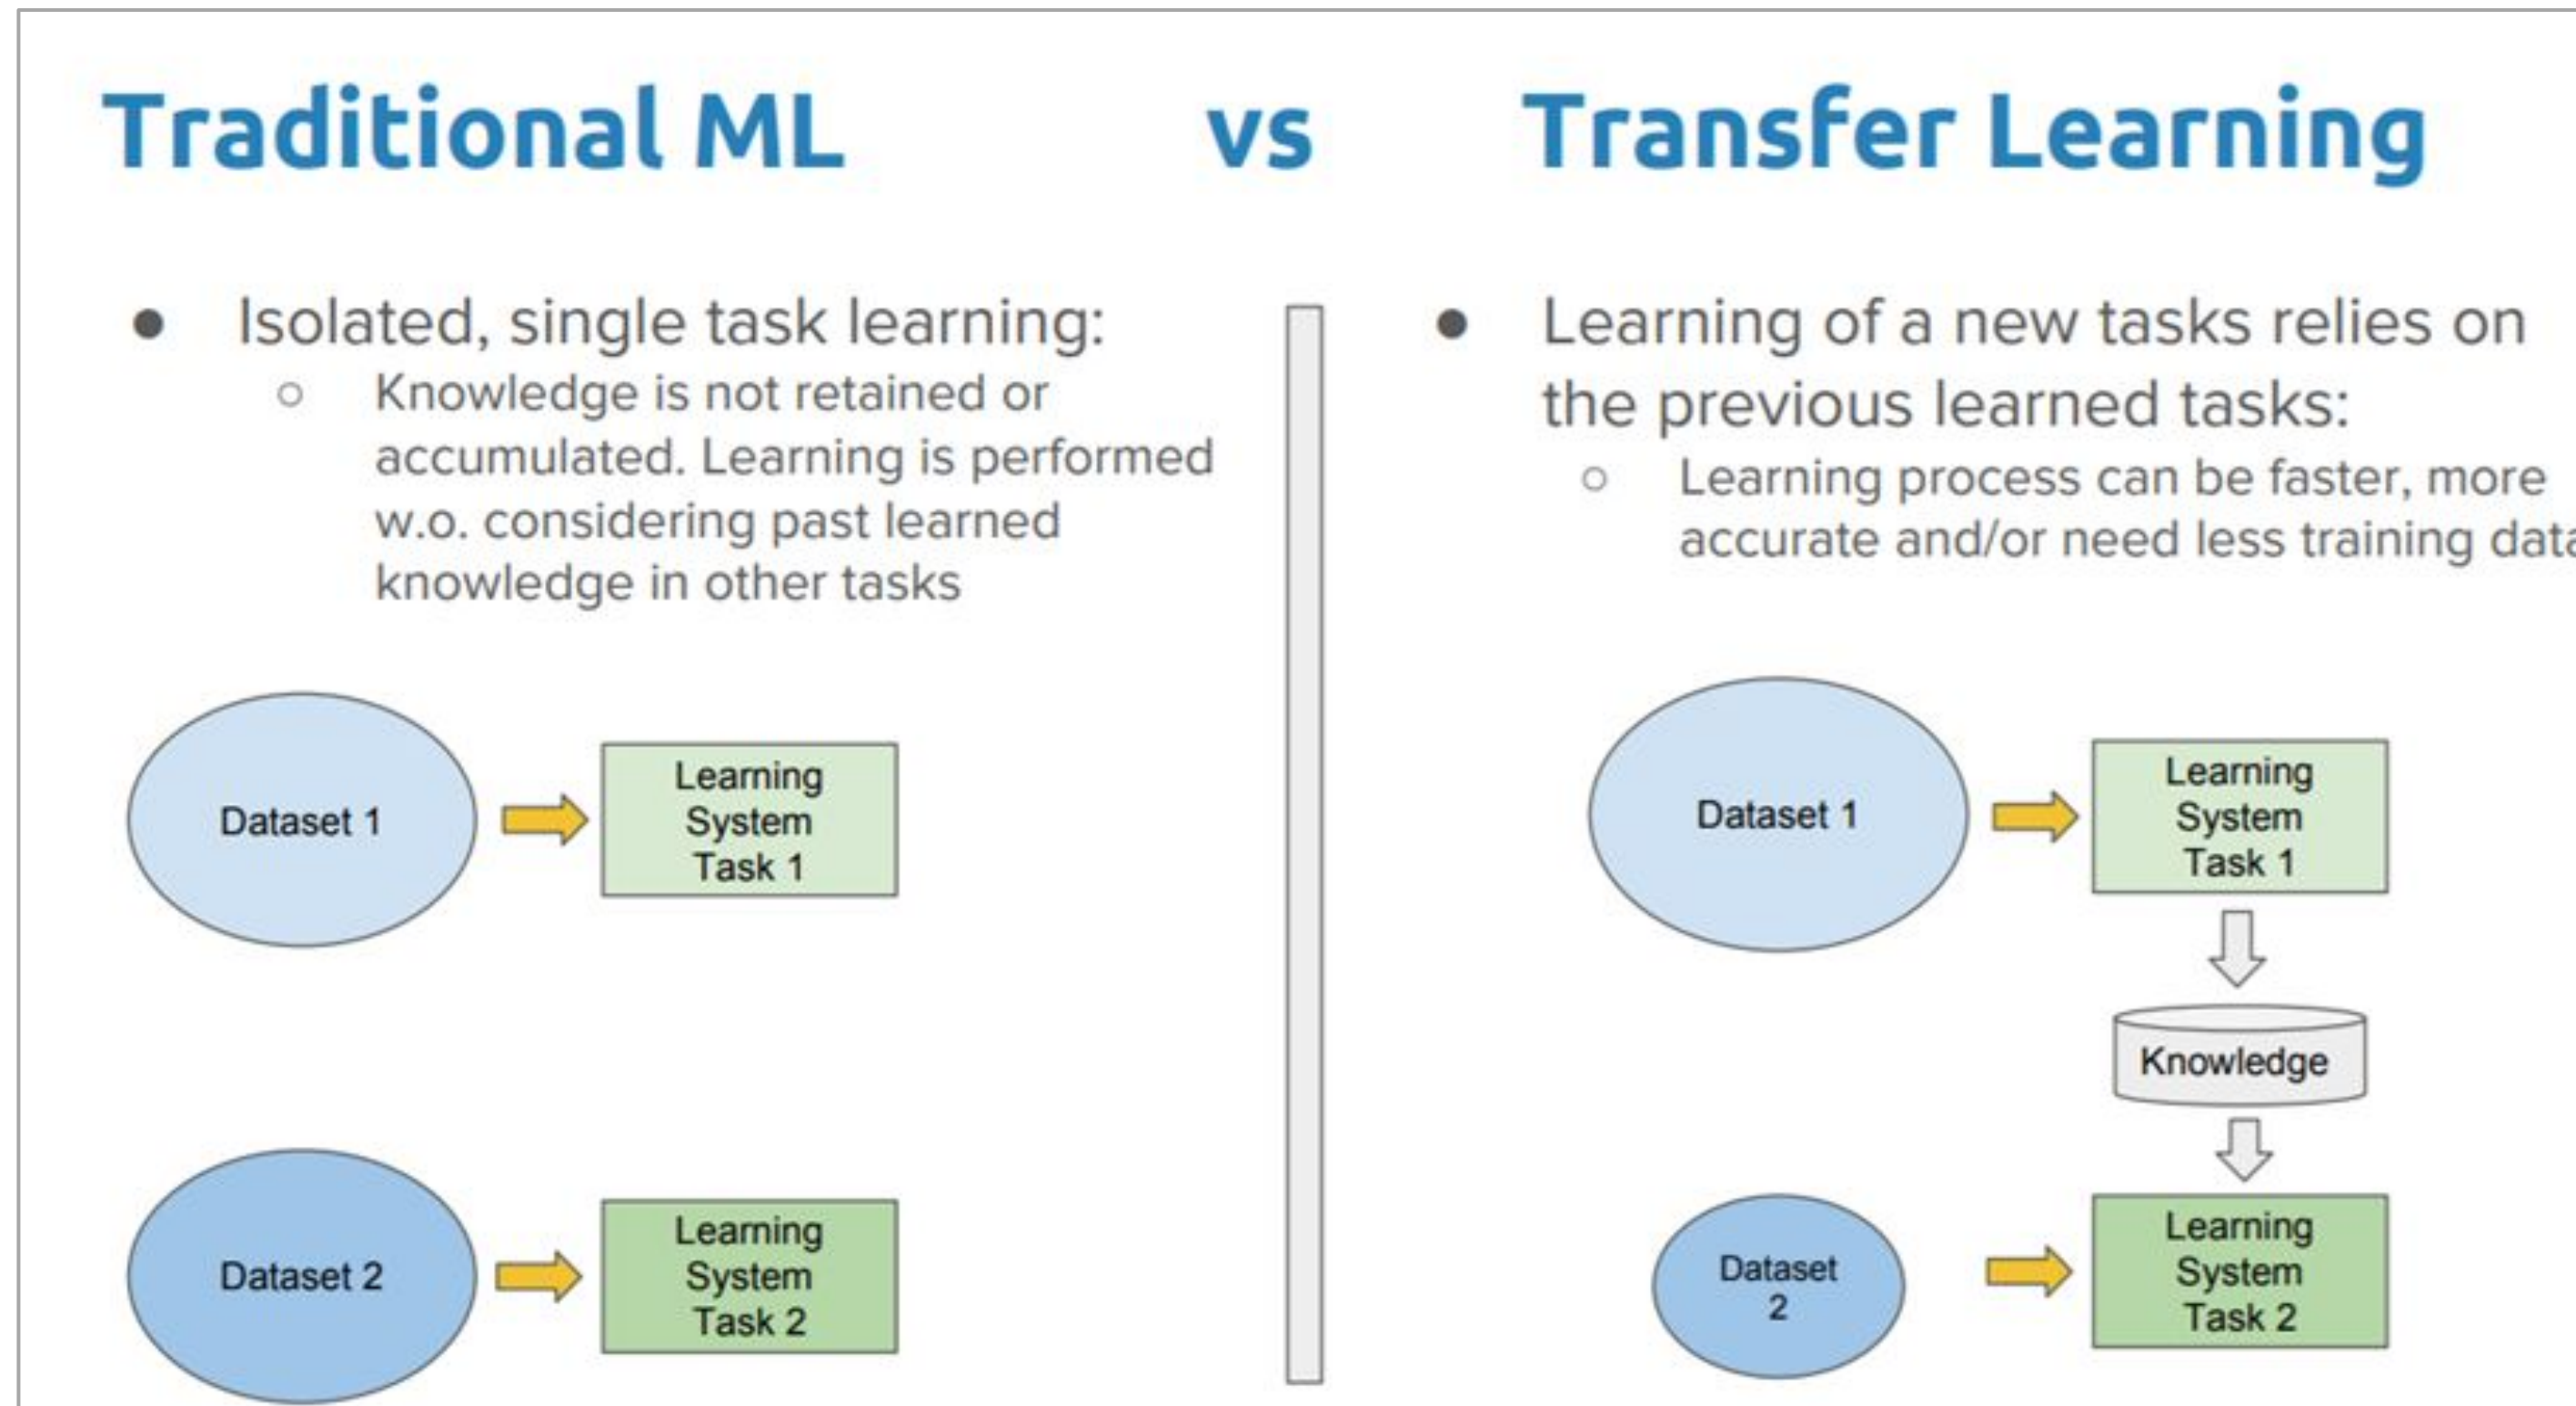 Traditional ML vs Transfer Learning
● Isolated, single task learning:
○ Knowledge is not retained or
accumulated. Learning is performed
w.o. considering past learned
knowledge in other tasks
● Learning of a new tasks relies on
the previous learned tasks:
○ Learning process can be faster, more
accurate and/or need less training data
Dataset 1
Learning
System
Task 1
Dataset 2
Learning
System
Task 2
Dataset 1
Learning
System
Task 1
Knowledge
Dataset
2
Learning
System
Task 2